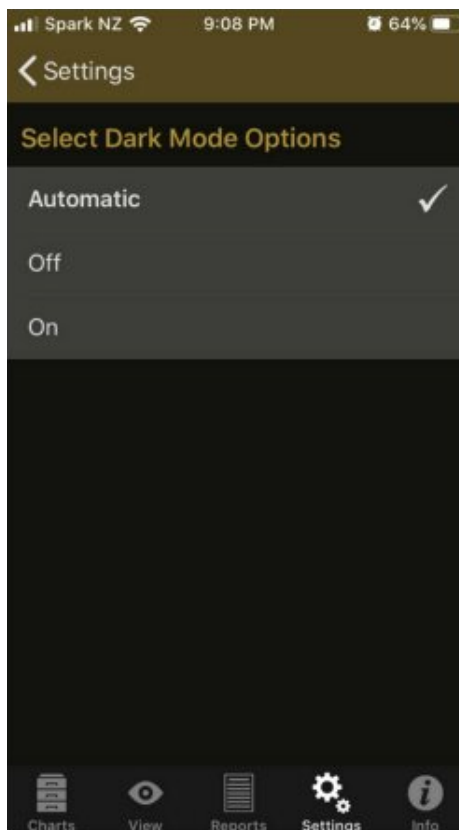 Spark NZ 9:08 PM 64%
Settings
Select Dark Mode Options
Automatic
Off
On
Charts View Reports Settings Info